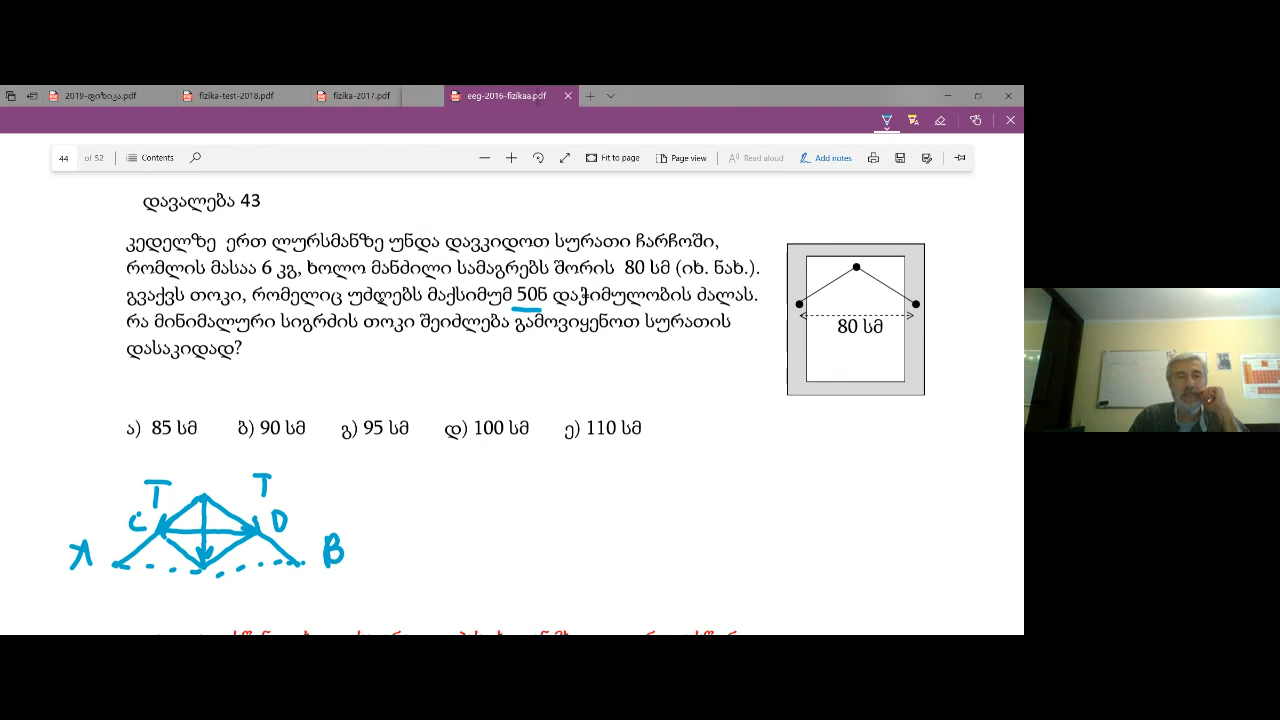 2019-ფიზიკა.pdf
fizika-test-2018.pdf
fizika-2017.pdf
eeg-2016-fizikaa.pdf
44 of 52 Contents Fit to page Page view Read aloud Add notes
დავალება 43
კედელზე ერთ ლურსმანზე უნდა დავკიდოთ სურათი ჩარჩოში,
რომლის მასაა 6 კგ, ხოლო მანძილი სამაგრებს შორის 80 სმ (იხ. ნახ.).
გვაქვს თოკი, რომელიც უძლებს მაქსიმუმ 50ნ დაჭიმულობის ძალას.
რა მინიმალური სიგრძის თოკი შეიძლება გამოვიყენოთ სურათის
დასაკიდად?
80 სმ
ა) 85 სმ ბ) 90 სმ გ) 95 სმ დ) 100 სმ ე) 110 სმ
T T
C D
A B